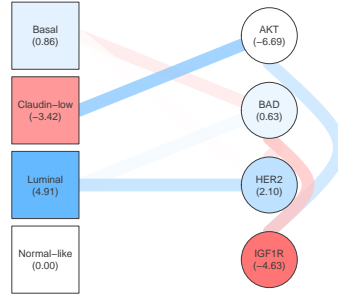 Basal
(0.86)
AKT
(−6.69)
Claudin−low
(−3.42)
BAD
(0.63)
Luminal
(4.91)
HER2
(2.10)
Normal−like
(0.00)
IGF1R
(−4.63)